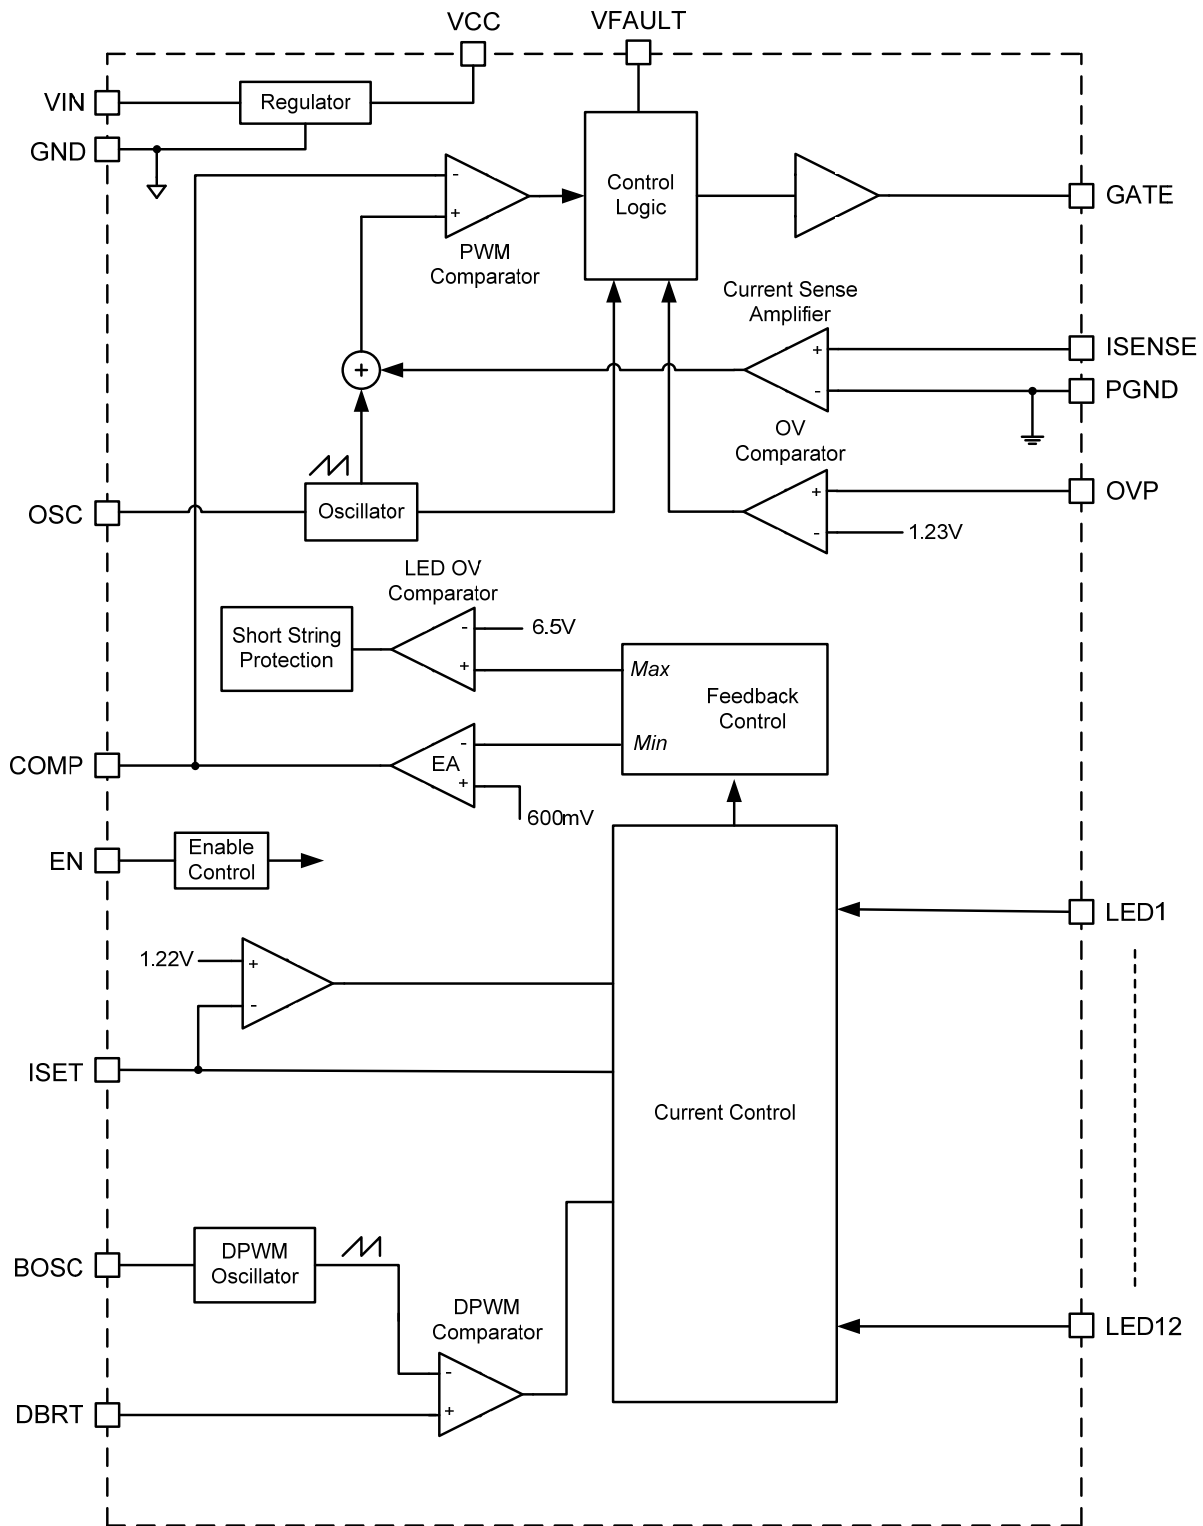 VCC
VFAULT
VIN
Regulator
GND
-
+
PWM
Comparator
Control
Logic
GATE
Current Sense
Amplifier
+
-
ISENSE
PGND
+
OV
Comparator
+
-
OVP
1.23V
OSC
Oscillator
LED OV
Comparator
-
+
6.5V
Short String
Protection
Max
Feedback
Control
Min
COMP
EA
-
+
600mV
EN
Enable
Control
LED1
1.22V
+
-
ISET
Current Control
BOSC
DPWM
Oscillator
DPWM
Comparator
-
+
LED12
DBRT